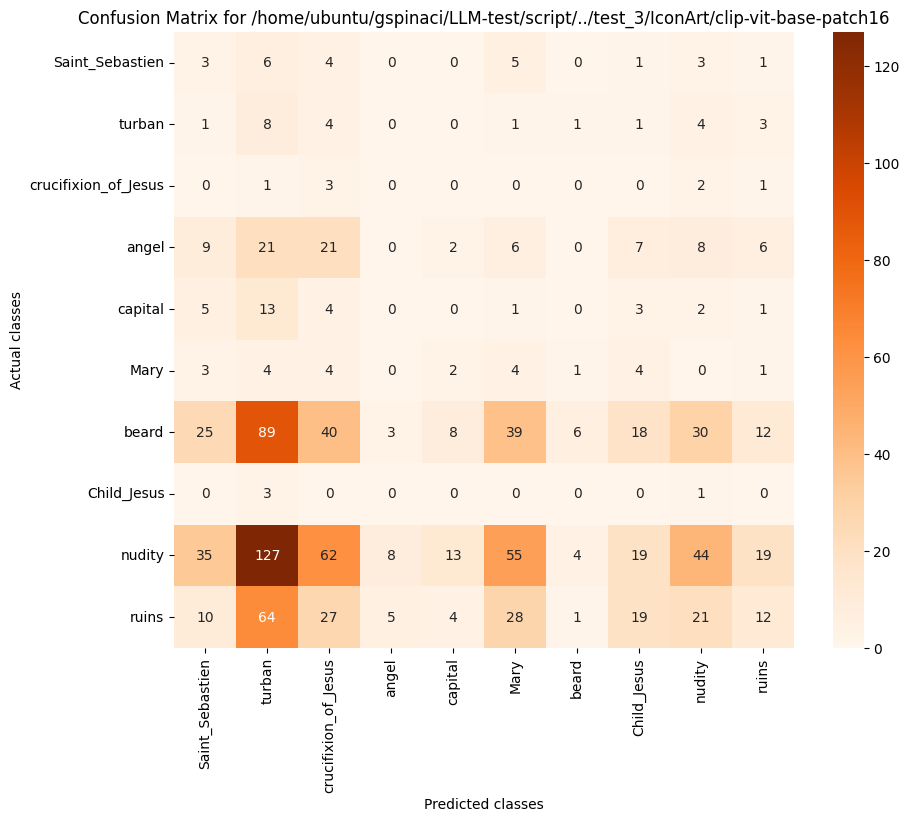 Confusion Matrix for /home/ubuntu/gspinaci/LLM-test/script/../test_3/IconArt/clip-vit-base-patch16
Saint_Sebastien 3 6 4 0 0 5 0 1 3 1
turban 1 8 4 0 0 1 1 1 4 3
crucifixion_of_Jesus 0 1 3 0 0 0 0 0 2 1
angel 9 21 21 0 2 6 0 7 8 6
capital 5 13 4 0 0 1 0 3 2 1
Mary 3 4 4 0 2 4 1 4 0 1
beard 25 89 40 3 8 39 6 18 30 12
Child_Jesus 0 3 0 0 0 0 0 0 1 0
nudity 35 127 62 8 13 55 4 19 44 19
ruins 10 64 27 5 4 28 1 19 21 12
Saint_Sebastien turban crucifixion_of_Jesus angel capital Mary beard Child_Jesus nudity ruins
Predicted classes
Actual classes
120
100
80
60
40
20
0